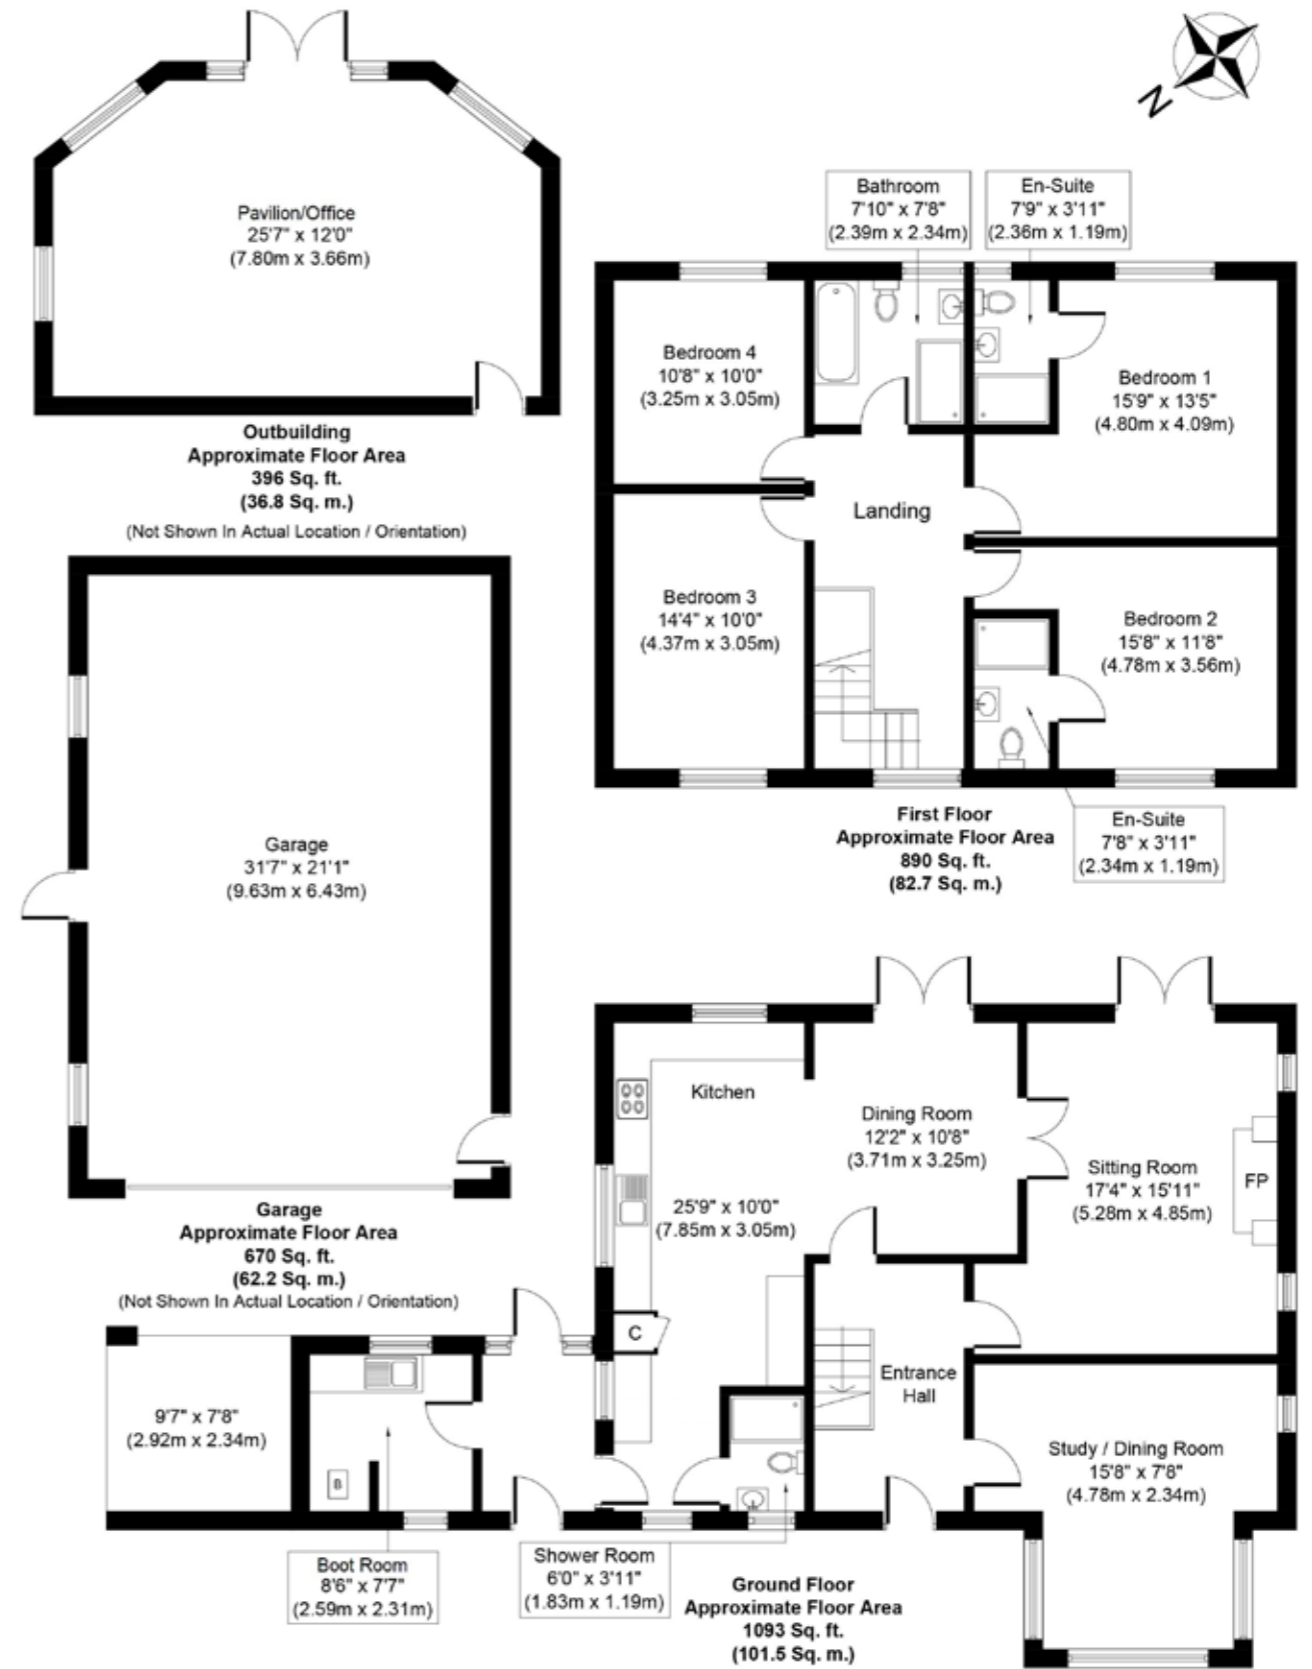 N
Pavilion/Office
25'7" x 12'0"
(7.80m x 3.66m)
Outbuilding
Approximate Floor Area
396 Sq. ft.
(36.8 Sq. m.)
(Not Shown In Actual Location / Orientation)
Bathroom
7'10" x 7'8"
(2.39m x 2.34m)
En-Suite
7'9" x 3'11"
(2.36m x 1.19m)
Bedroom 4
10'8" x 10'0"
(3.25m x 3.05m)
Bedroom 1
15'9" x 13'5"
(4.80m x 4.09m)
Landing
Bedroom 3
14'4" x 10'0"
(4.37m x 3.05m)
Bedroom 2
15'8" x 11'8"
(4.78m x 3.56m)
First Floor
Approximate Floor Area
890 Sq. ft.
(82.7 Sq. m.)
En-Suite
7'8" x 3'11"
(2.34m x 1.19m)
Garage
31'7" x 21'1"
(9.63m x 6.43m)
Garage
Approximate Floor Area
670 Sq. ft.
(62.2 Sq. m.)
(Not Shown In Actual Location / Orientation)
Kitchen
25'9" x 10'0"
(7.85m x 3.05m)
Dining Room
12'2" x 10'8"
(3.71m x 3.25m)
Sitting Room
17'4" x 15'11"
(5.28m x 4.85m)
FP
C
Entrance
Hall
9'7" x 7'8"
(2.92m x 2.34m)
B
Study / Dining Room
15'8" x 7'8"
(4.78m x 2.34m)
Boot Room
8'6" x 7'7"
(2.59m x 2.31m)
Shower Room
6'0" x 3'11"
(1.83m x 1.19m)
Ground Floor
Approximate Floor Area
1093 Sq. ft.
(101.5 Sq. m.)